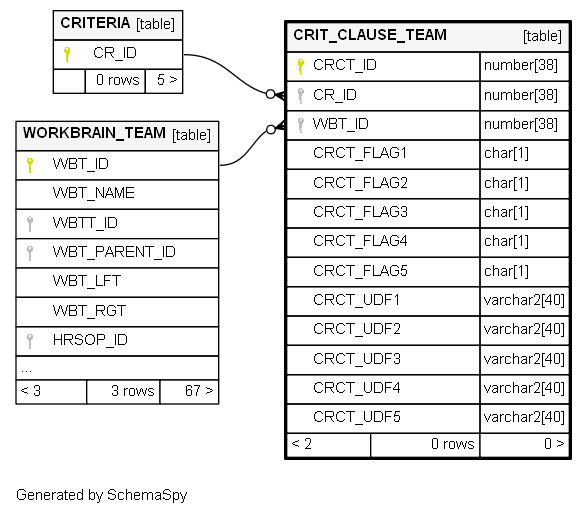 CRITERIA [table]
CR_ID
0 rows 5 >
WORKBRAIN_TEAM [table]
WBT_ID
WBT_NAME
WBTT_ID
WBT_PARENT_ID
WBT_LFT
WBT_RGT
HRSOP_ID
...
< 3 3 rows 67 >
CRIT_CLAUSE_TEAM [table]
CRCT_ID number[38]
CR_ID number[38]
WBT_ID number[38]
CRCT_FLAG1 char[1]
CRCT_FLAG2 char[1]
CRCT_FLAG3 char[1]
CRCT_FLAG4 char[1]
CRCT_FLAG5 char[1]
CRCT_UDF1 varchar2[40]
CRCT_UDF2 varchar2[40]
CRCT_UDF3 varchar2[40]
CRCT_UDF4 varchar2[40]
CRCT_UDF5 varchar2[40]
< 2 0 rows 0 >
Generated by SchemaSpy